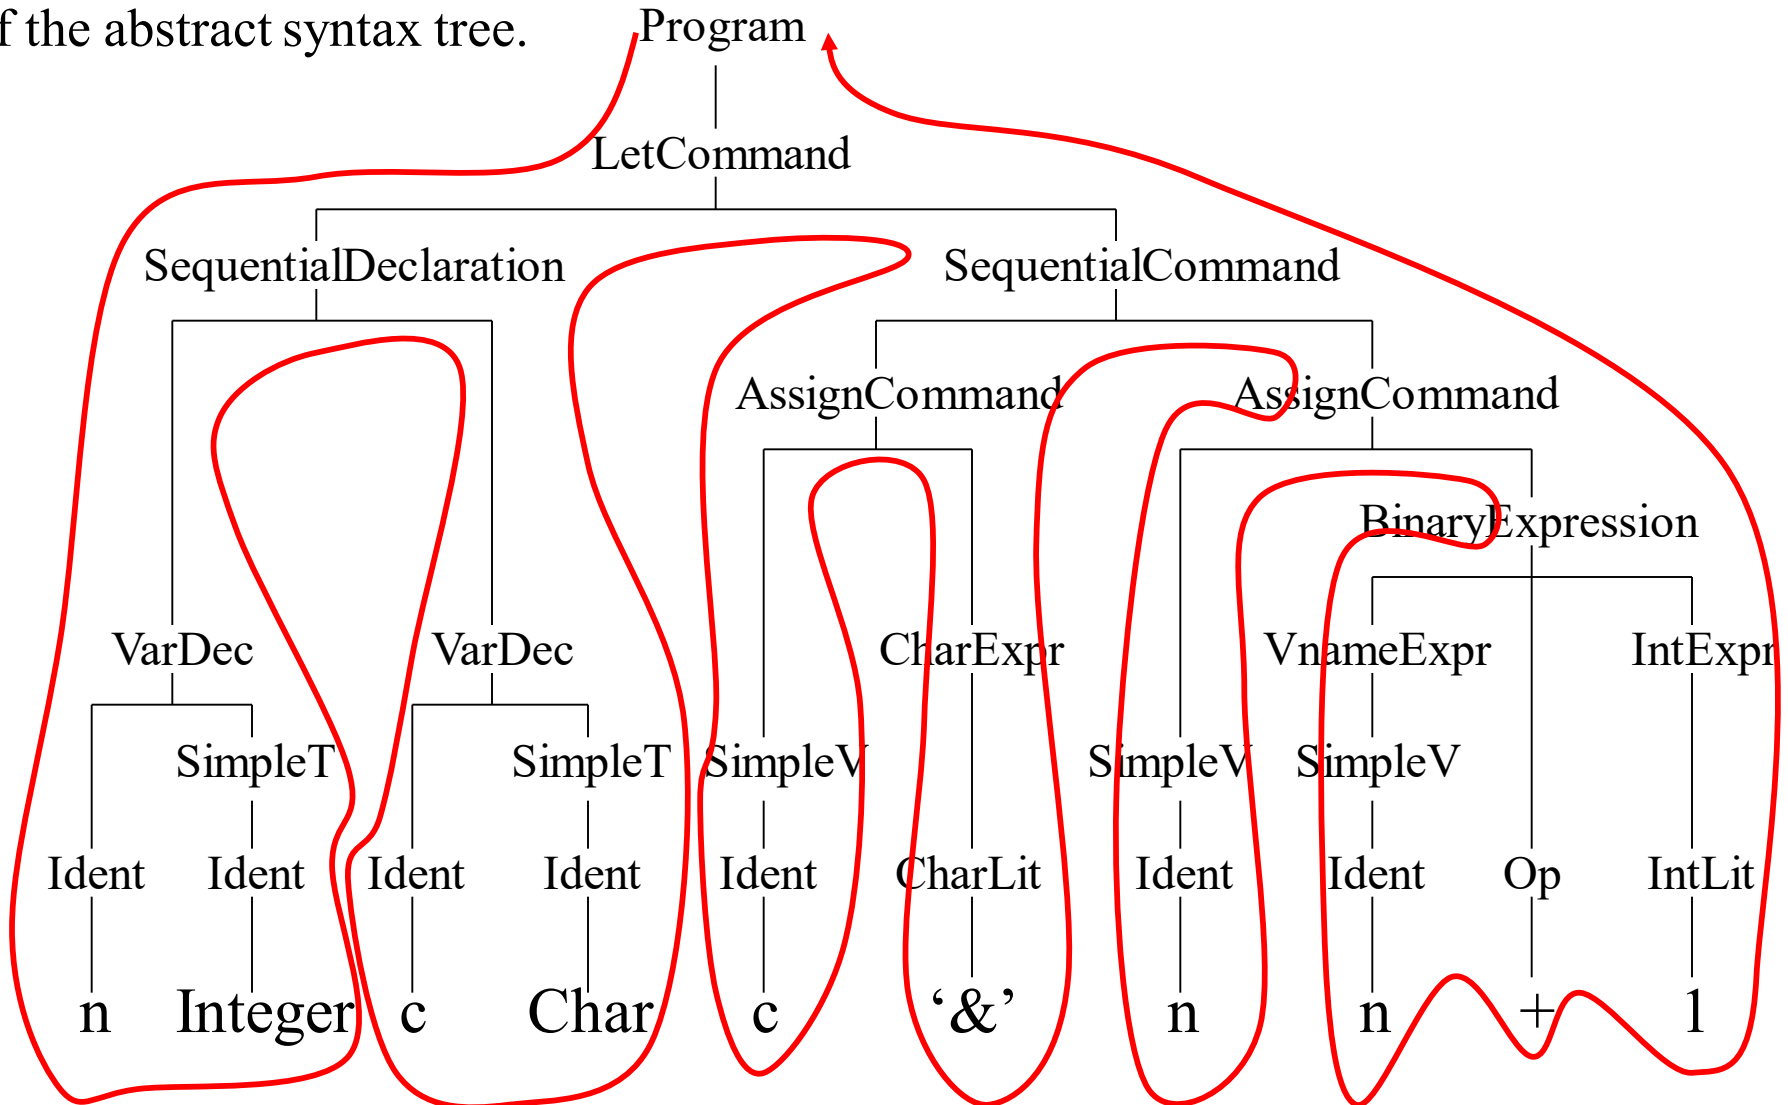 f the abstract syntax tree.
Program
LetCommand
SequentialDeclaration SequentialCommand
AssignCommand AssignCommand
BinaryExpression
VarDec VarDec CharExpr VnameExpr IntExpr
SimpleT SimpleT SimpleV SimpleV SimpleV
Ident Ident Ident Ident Ident CharLit Ident Ident Op IntLit
n Integer c Char c ‘&’ n n + 1